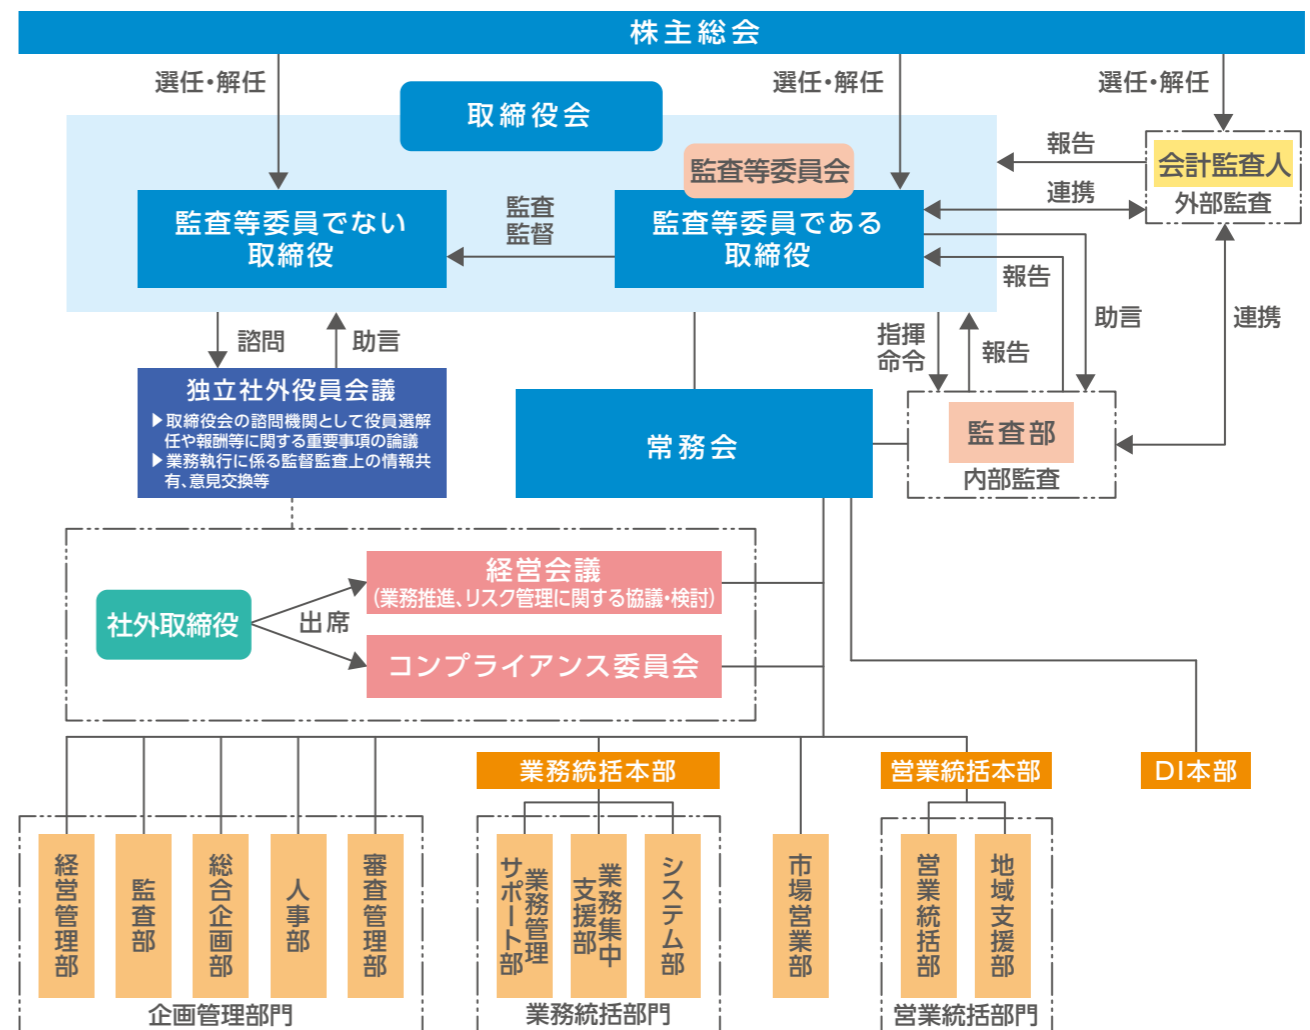 株主総会
選任・解任
選任・解任
選任・解任
取締役会
監査等委員会
報告
会計監査人
外部監査
連携
監査等委員でない
取締役
監査
監督
監査等委員である
取締役
報告
助言
連携
諮問
助言
指揮
命令
報告
独立社外役員会議
▶取締役会の諮問機関として役員選解
任や報酬等に関する重要事項の論議
▶業務執行に係る監督監査上の情報共
有、意見交換等
常務会
監査部
内部監査
社外取締役
出席
経営会議
(業務推進、リスク管理に関する協議・検討)
コンプライアンス委員会
業務統括本部
営業統括本部
DI本部
経営管理部
監査部
総合企画部
人事部
審査管理部
業務管理
サポート部
業務集中
支援部
システム部
市場営業部
営業統括部
地域支援部
企画管理部門
業務統括部門
営業統括部門